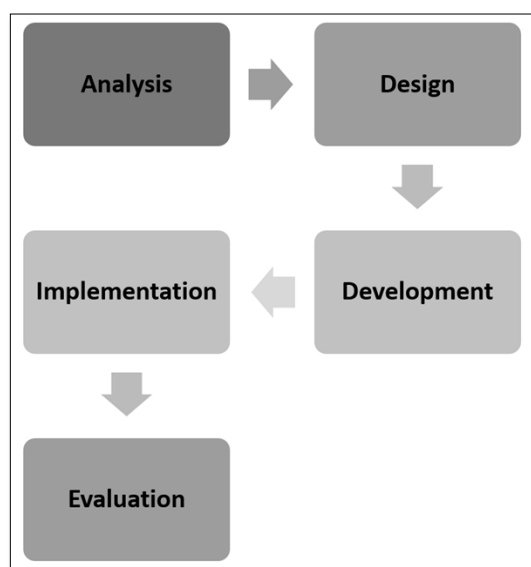 Analysis
Design
Development
Implementation
Evaluation